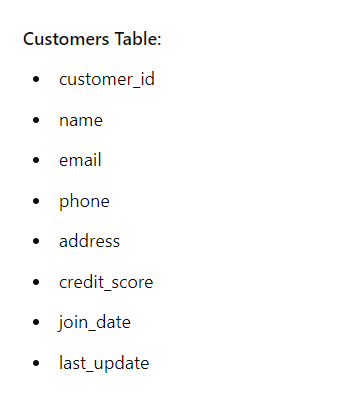 Customers Table:
• customer_id
• name
• email
• phone
• address
• credit_score
• join_date
• last_update